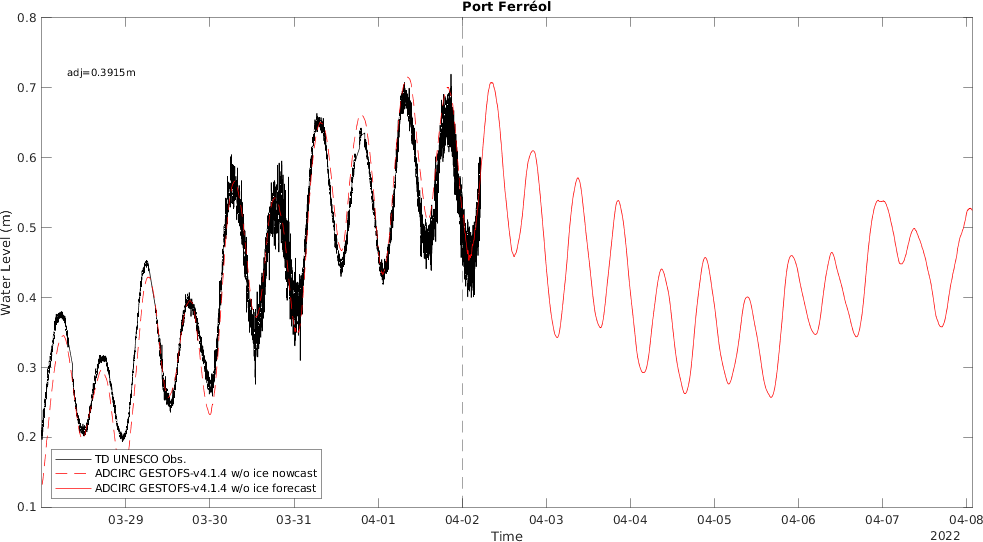 Port Ferréol
adj=0.3915m
Water Level (m)
0.8
0.7
0.6
0.5
0.4
0.3
0.2
0.1
TD UNESCO Obs.
ADCIRC GESTOFS-v4.1.4 w/o ice nowcast
ADCIRC GESTOFS-v4.1.4 w/o ice forecast
03-29 03-30 03-31 04-01 04-02 04-03 04-04 04-05 04-06 04-07 04-08
Time
2022